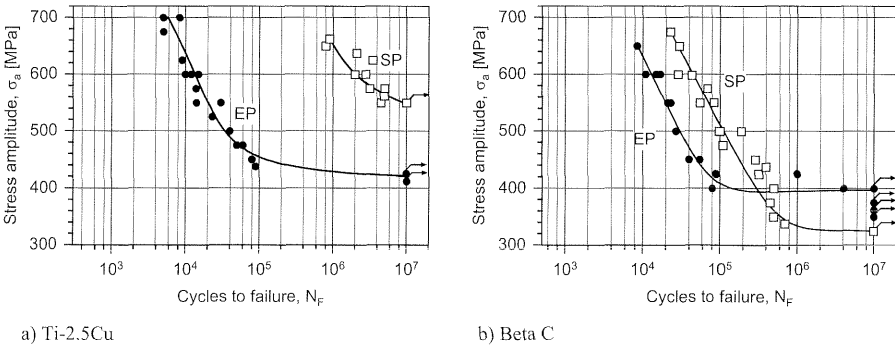 Stress amplitude, σa [MPa]
700
600
500
400
300
SP
EP
10³ 10⁴ 10⁵ 10⁶ 10⁷
Cycles to failure, NF
a) Ti-2.5Cu
Stress amplitude, σa [MPa]
700
600
500
400
300
SP
EP
10³ 10⁴ 10⁵ 10⁶ 10⁷
Cycles to failure, NF
b) Beta C